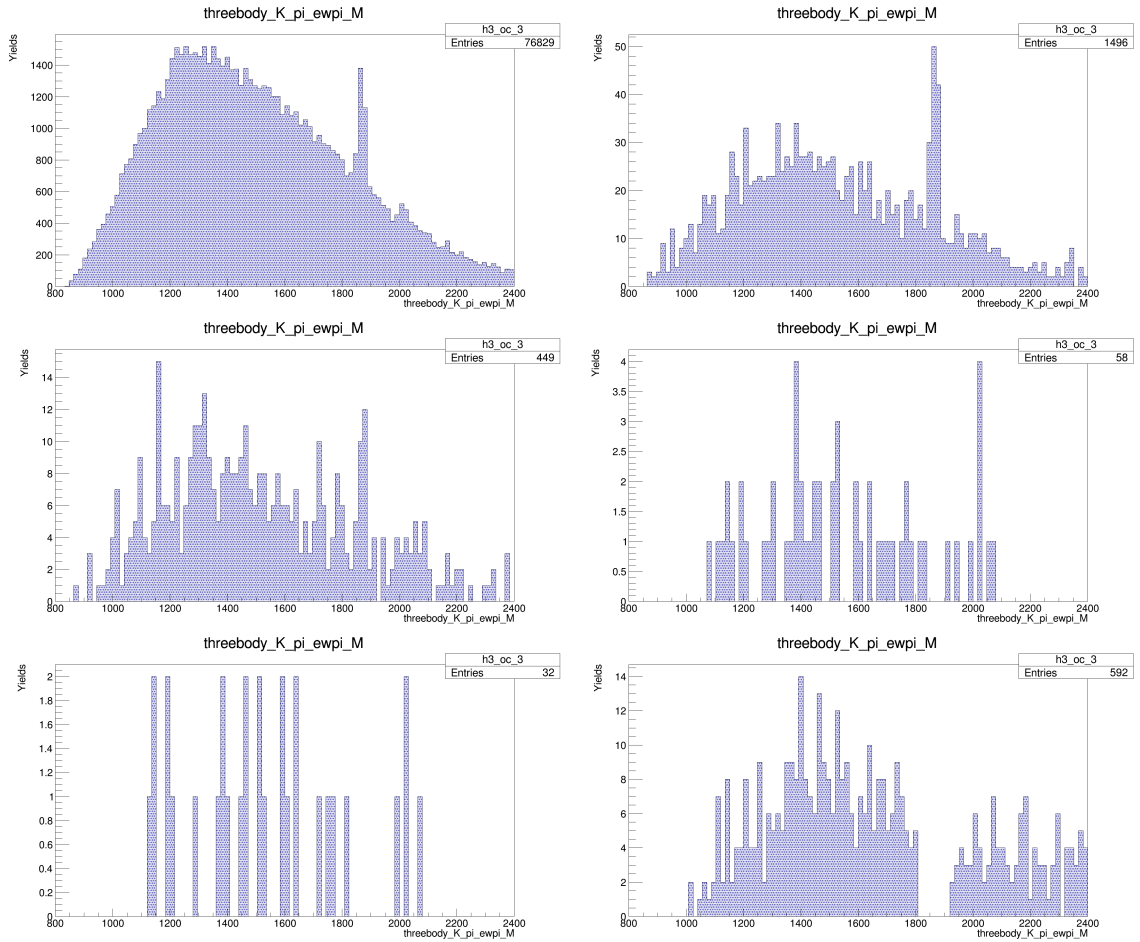 threebody_K_pi_ewpi_M
h3_oc_3
Entries 76829
Yields
1400
1200
1000
800
600
400
200
0
800 1000 1200 1400 1600 1800 2000 2200 2400
threebody_K_pi_ewpi_M
threebody_K_pi_ewpi_M
h3_oc_3
Entries 1496
Yields
50
40
30
20
10
0
800 1000 1200 1400 1600 1800 2000 2200 2400
threebody_K_pi_ewpi_M
threebody_K_pi_ewpi_M
h3_oc_3
Entries 449
Yields
14
12
10
8
6
4
2
0
800 1000 1200 1400 1600 1800 2000 2200 2400
threebody_K_pi_ewpi_M
threebody_K_pi_ewpi_M
h3_oc_3
Entries 58
Yields
4
3.5
3
2.5
2
1.5
1
0.5
0
800 1000 1200 1400 1600 1800 2000 2200 2400
threebody_K_pi_ewpi_M
threebody_K_pi_ewpi_M
h3_oc_3
Entries 32
Yields
2
1.8
1.6
1.4
1.2
1
0.8
0.6
0.4
0.2
0
800 1000 1200 1400 1600 1800 2000 2200 2400
threebody_K_pi_ewpi_M
threebody_K_pi_ewpi_M
h3_oc_3
Entries 592
Yields
14
12
10
8
6
4
2
0
800 1000 1200 1400 1600 1800 2000 2200 2400
threebody_K_pi_ewpi_M